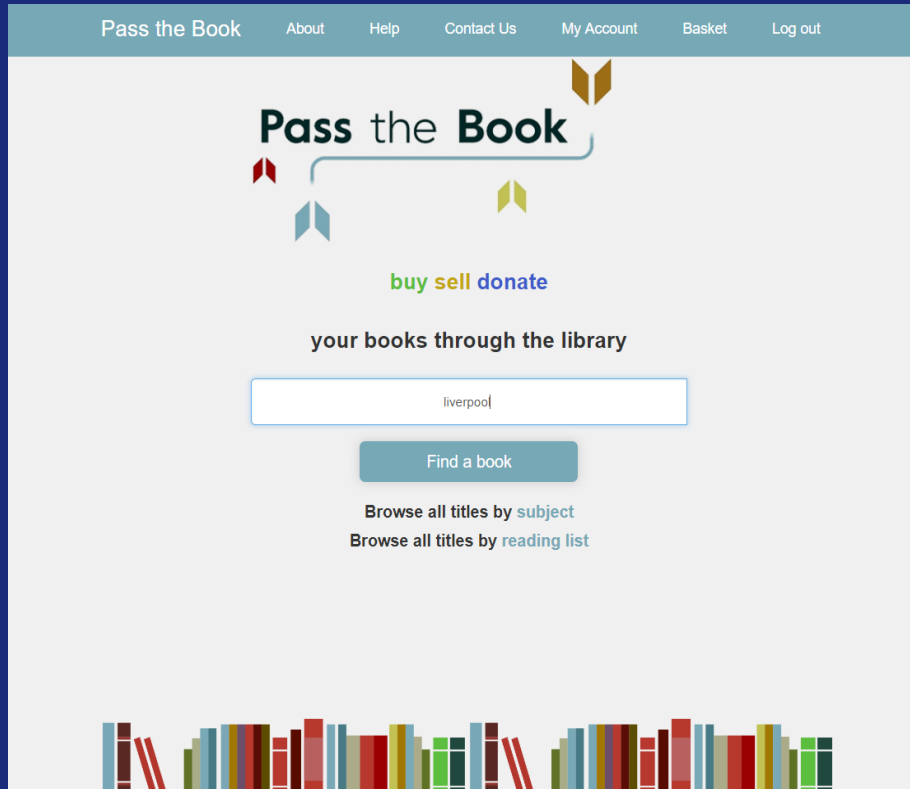 Pass the Book About Help Contact Us My Account Basket Log out
Pass the Book
buy sell donate
your books through the library
liverpool
Find a book
Browse all titles by subject
Browse all titles by reading list